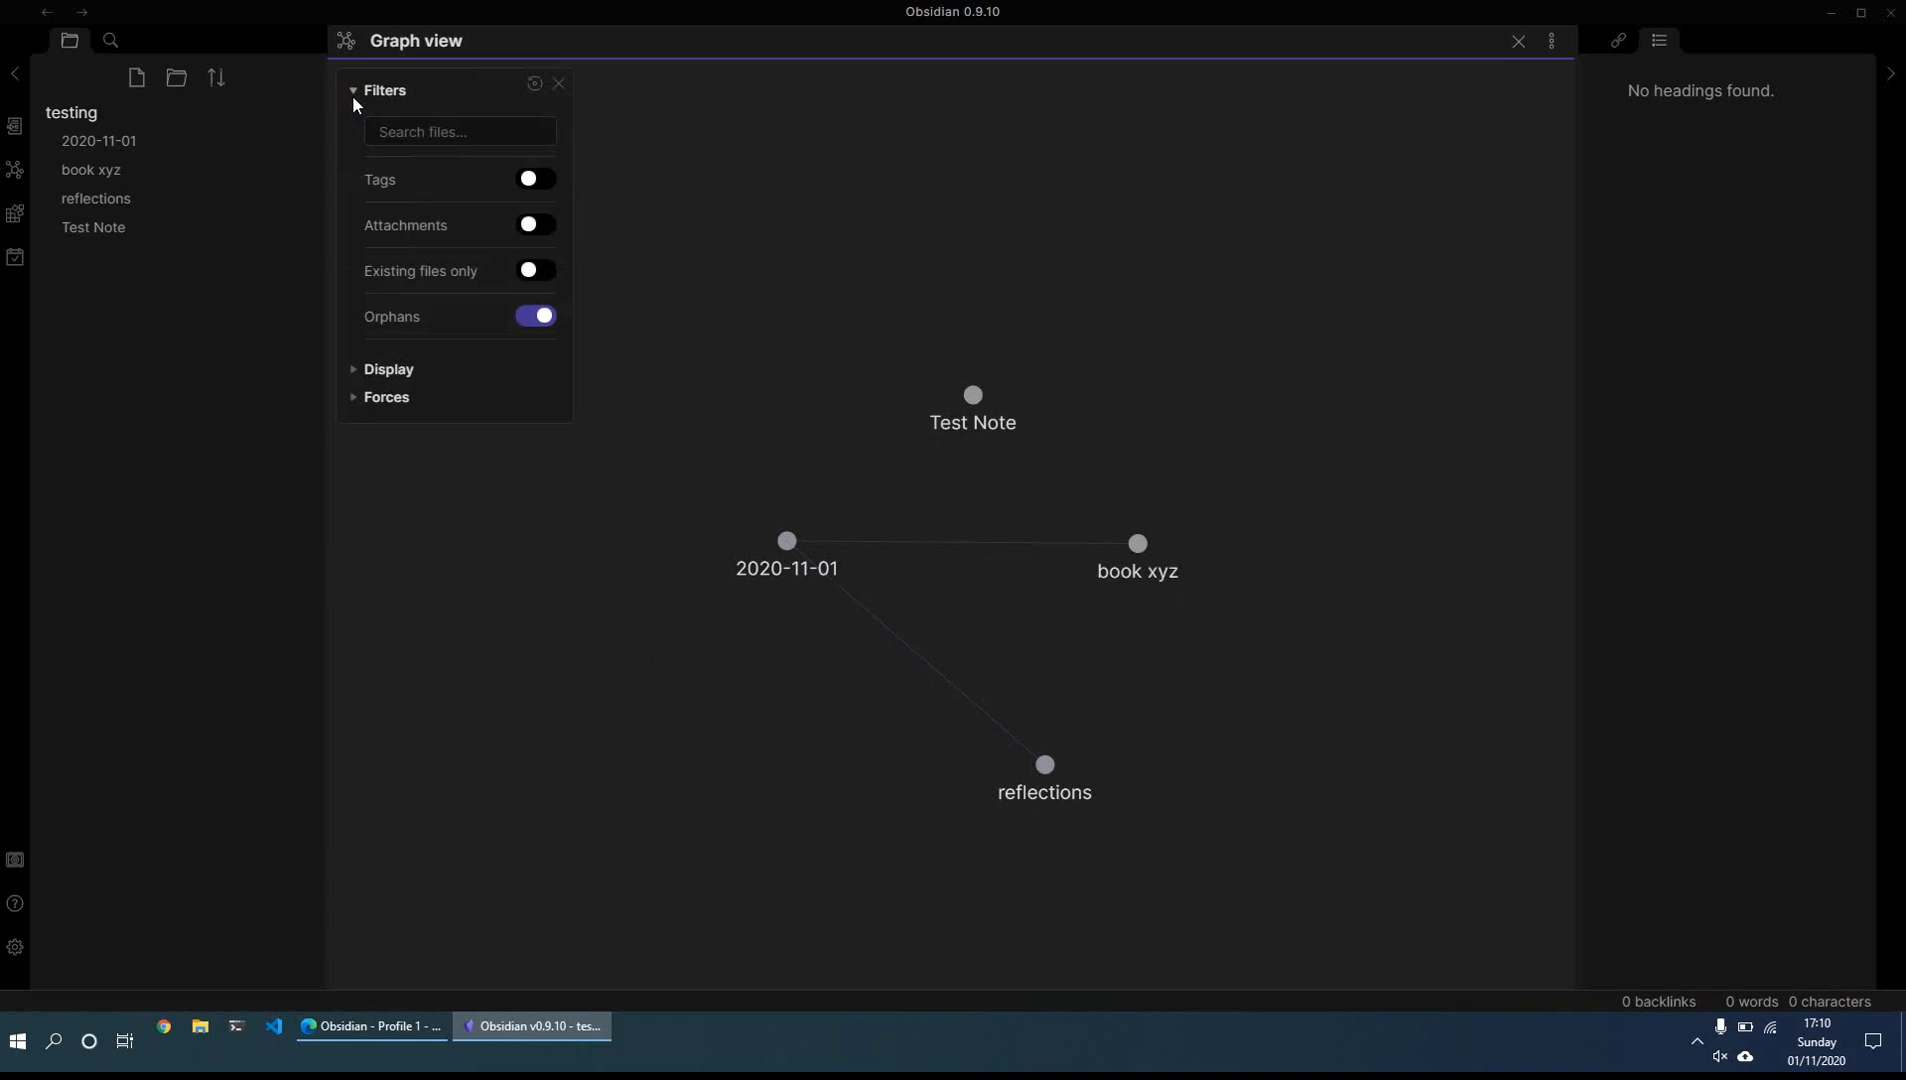 Obsidian 0.9.10
Graph view
testing
2020-11-01
book xyz
reflections
Test Note
Filters
Search files...
Tags
Attachments
Existing files only
Orphans
Display
Forces
Test Note
2020-11-01
book xyz
reflections
No headings found.
0 backlinks
0 words
0 characters
Obsidian - Profile 1 - ...
Obsidian v0.9.10 - tes...
17:10
Sunday
01/11/2020